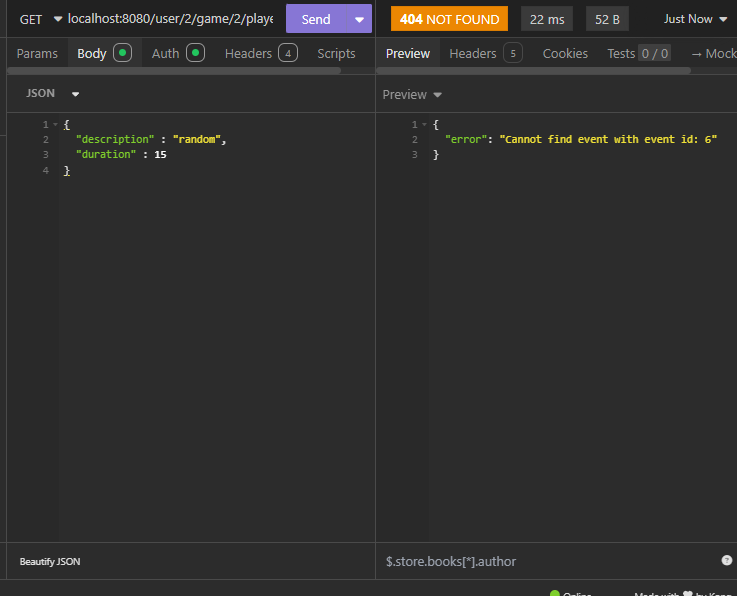 GET localhost:8080/user/2/game/2/playe Send 404 NOT FOUND 22 ms 52 B Just Now
Params Body Auth Headers 4 Scripts Preview Headers 5 Cookies Tests 0 / 0 → Mock
JSON Preview
1 {
2 "description" : "random",
3 "duration" : 15
4 }
1 {
2 "error": "Cannot find event with event id: 6"
3 }
Beautify JSON $.store.books[*].author ?
Online Made with by Kong